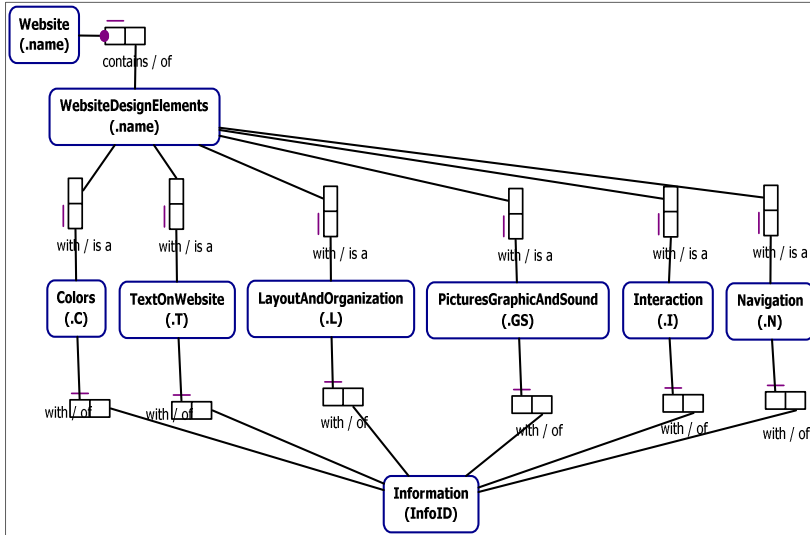 Website
(.name)
contains / of
WebsiteDesignElements
(.name)
with / is a
with / is a
with / is a
with / is a
with / is a
with / is a
Colors
(.C)
TextOnWebsite
(.T)
LayoutAndOrganization
(.L)
PicturesGraphicAndSound
(.GS)
Interaction
(.I)
Navigation
(.N)
with / of
with / of
with / of
with / of
with / of
with / of
Information
(InfoID)